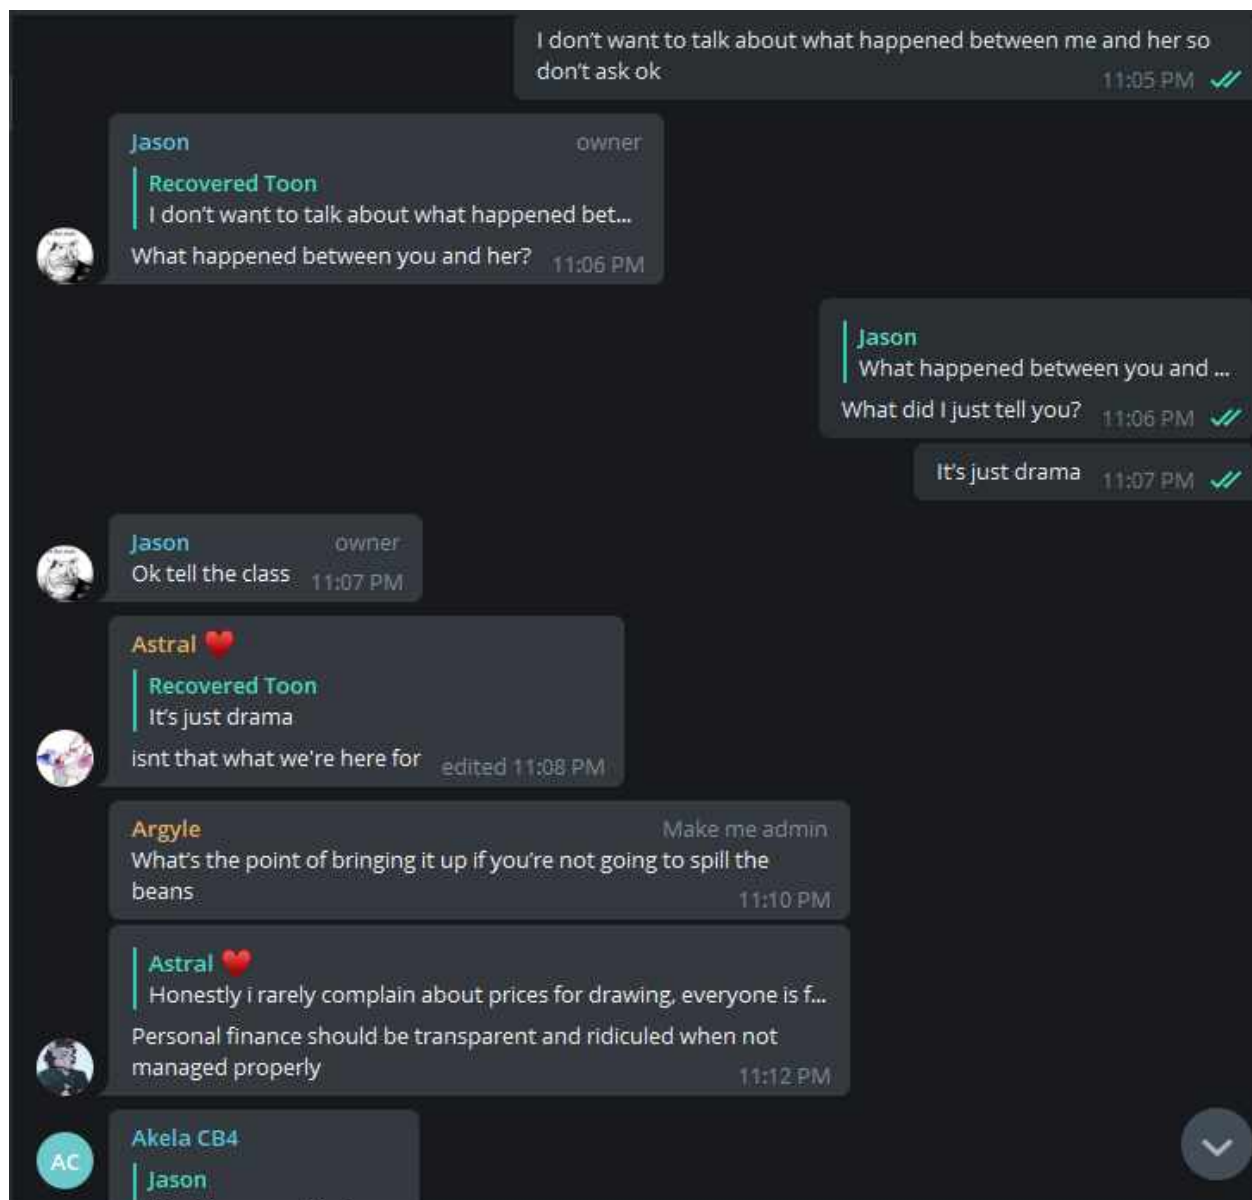 I don't want to talk about what happened between me and her so
don't ask ok
11:05 PM
Jason owner
Recovered Toon
I don't want to talk about what happened bet...
What happened between you and her? 11:06 PM
Jason
What happened between you and ...
What did I just tell you? 11:06 PM
It's just drama 11:07 PM
Jason owner
Ok tell the class 11:07 PM
Astral ❤️
Recovered Toon
It's just drama
isnt that what we're here for edited 11:08 PM
Argyle Make me admin
What's the point of bringing it up if you're not going to spill the
beans
11:10 PM
Astral ❤️
Honestly i rarely complain about prices for drawing, everyone is f...
Personal finance should be transparent and ridiculed when not
managed properly
11:12 PM
AC
Akela CB4
Jason